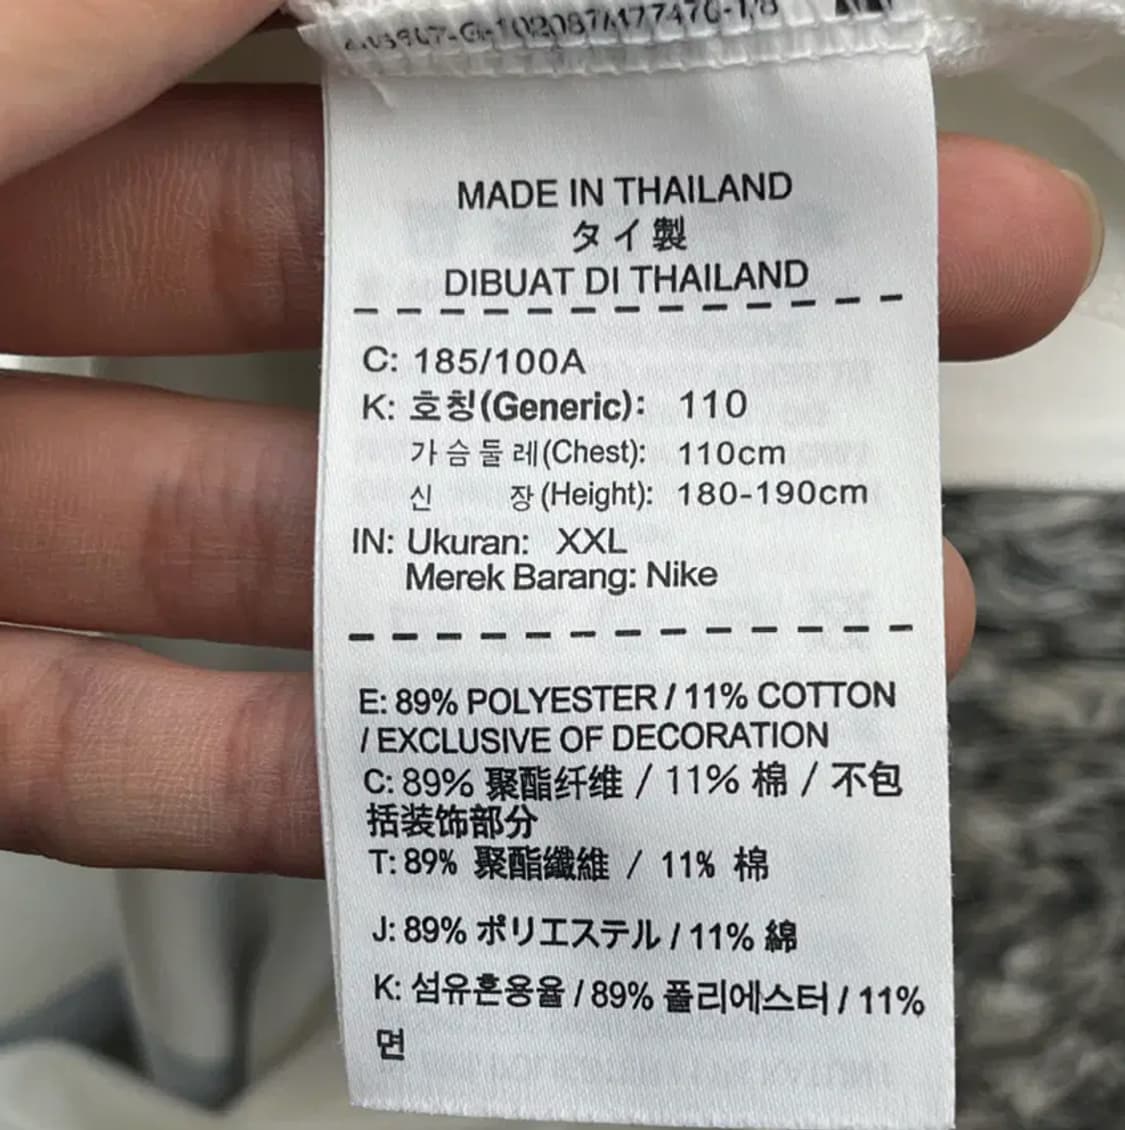 MADE IN THAILAND
タイ製
DIBUAT DI THAILAND
C: 185/100A
K: 호칭(Generic): 110
가슴둘레(Chest): 110cm
신 장(Height): 180-190cm
IN: Ukuran: XXL
Merek Barang: Nike
E: 89% POLYESTER / 11% COTTON
/ EXCLUSIVE OF DECORATION
C: 89% 聚酯纤维 / 11% 棉 / 不包
括装饰部分
T: 89% 聚酯纖維 / 11% 棉
J: 89% ポリエステル / 11% 綿
K: 섬유혼용율 / 89% 폴리에스터 / 11%
면